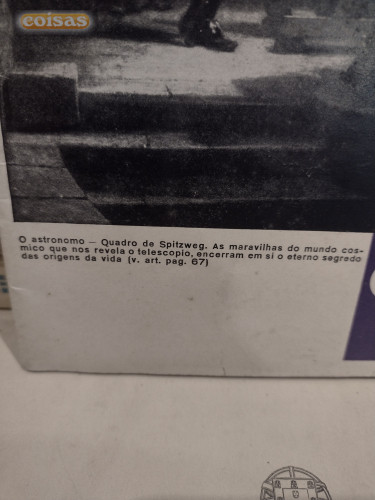 coisas
O astronomo — Quadro de Spitzweg. As maravilhas do mundo cos-
mico que nos revela o telescopio, encerram em si o eterno segredo
das origens da vida (v. art. pag. 67)